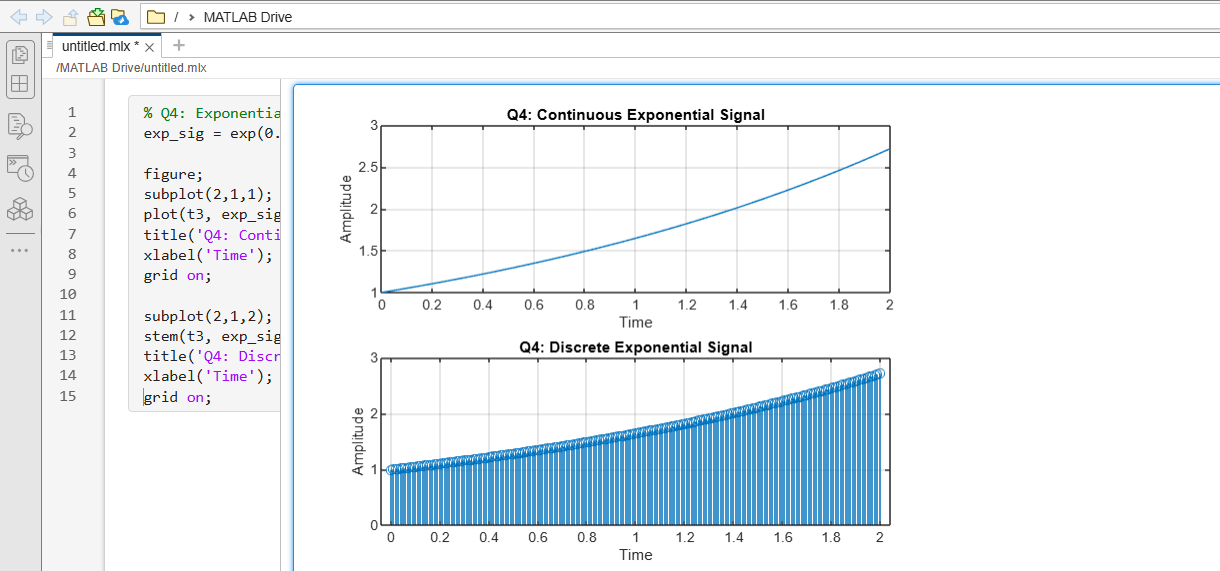 / › MATLAB Drive
untitled.mlx * × +
/MATLAB Drive/untitled.mlx
1 % Q4: Exponentia
2 exp_sig = exp(0.
3
4 figure;
5 subplot(2,1,1);
6 plot(t3, exp_sig
7 title('Q4: Conti
8 xlabel('Time');
9 grid on;
10
11 subplot(2,1,2);
12 stem(t3, exp_sig
13 title('Q4: Discr
14 xlabel('Time');
15 grid on;
Q4: Continuous Exponential Signal
3
2.5
2
1.5
1
Amplitude
0 0.2 0.4 0.6 0.8 1 1.2 1.4 1.6 1.8 2
Time
Q4: Discrete Exponential Signal
3
2
1
0
Amplitude
0 0.2 0.4 0.6 0.8 1 1.2 1.4 1.6 1.8 2
Time